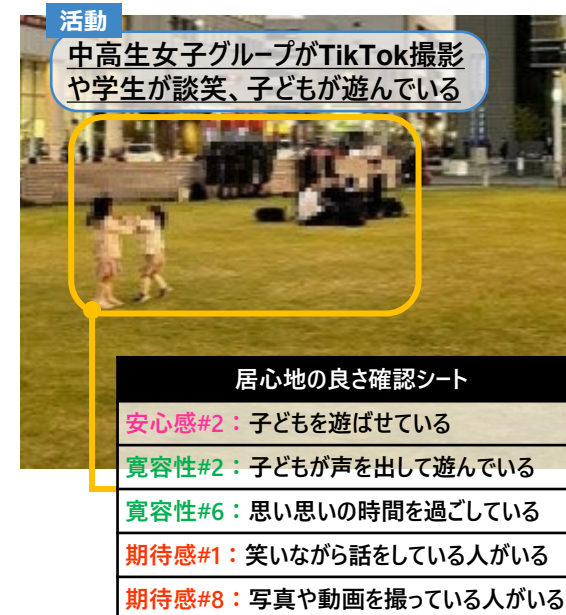 活動
中高生女子グループがTikTok撮影
や学生が談笑、子どもが遊んでいる
居心地の良さ確認シート
安心感#2：子どもを遊ばせている
寛容性#2：子どもが声を出して遊んでいる
寛容性#6：思い思いの時間を過ごしている
期待感#1：笑いながら話をしている人がいる
期待感#8：写真や動画を撮っている人がいる